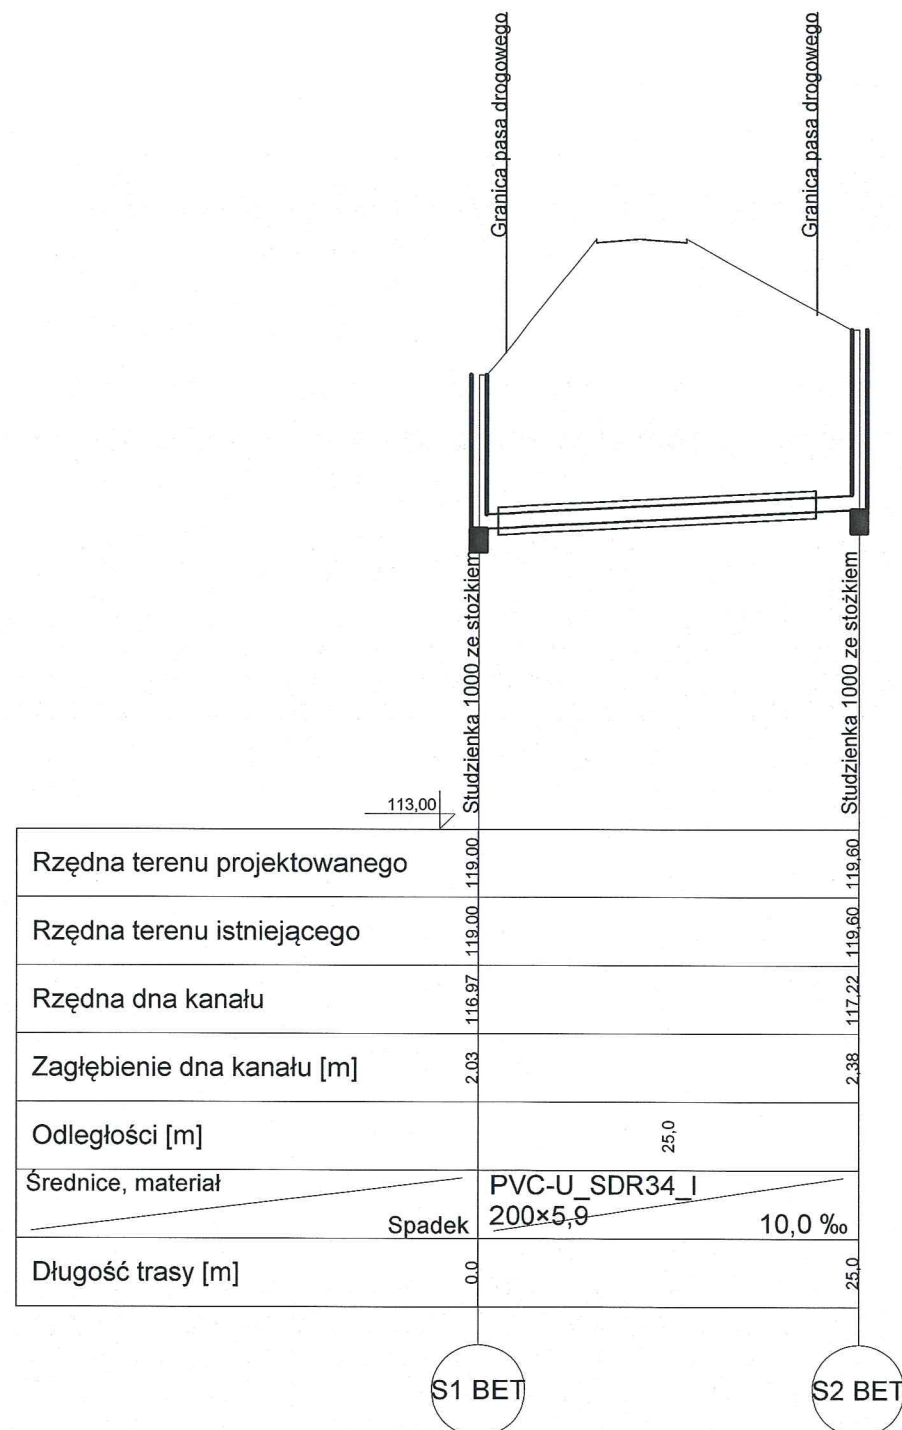 Granica pasa drogowego
Granica pasa drogowego
Studzienka 1000 ze stożkiem
Studzienka 1000 ze stożkiem
113,00
Rzędna terenu projektowanego 119.00 119,60
Rzędna terenu istniejącego 119.00 119,60
Rzędna dna kanału 116.97 117,22
Zagłębienie dna kanału [m] 2.03 2,38
Odległości [m] 25,0
Średnice, materiał PVC-U_SDR34_I
200×5,9
Spadek 10,0 ‰
Długość trasy [m] 0.0 25,0
S1 BET S2 BET